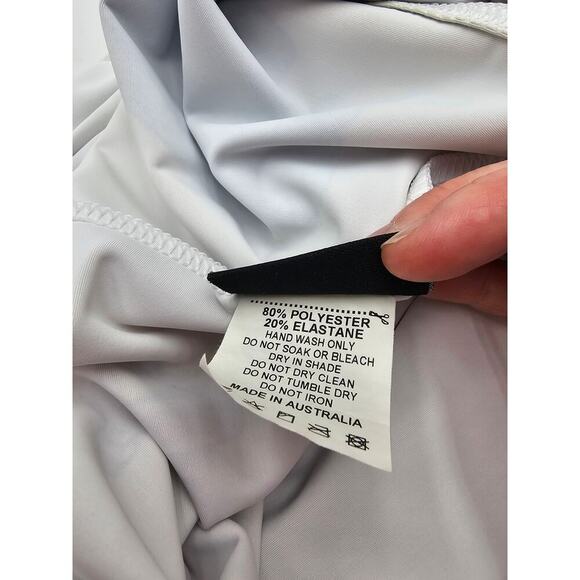 80% POLYESTER
20% ELASTANE
HAND WASH ONLY
DO NOT SOAK OR BLEACH
DRY IN SHADE
DO NOT DRY CLEAN
DO NOT TUMBLE DRY
DO NOT IRON
MADE IN AUSTRALIA